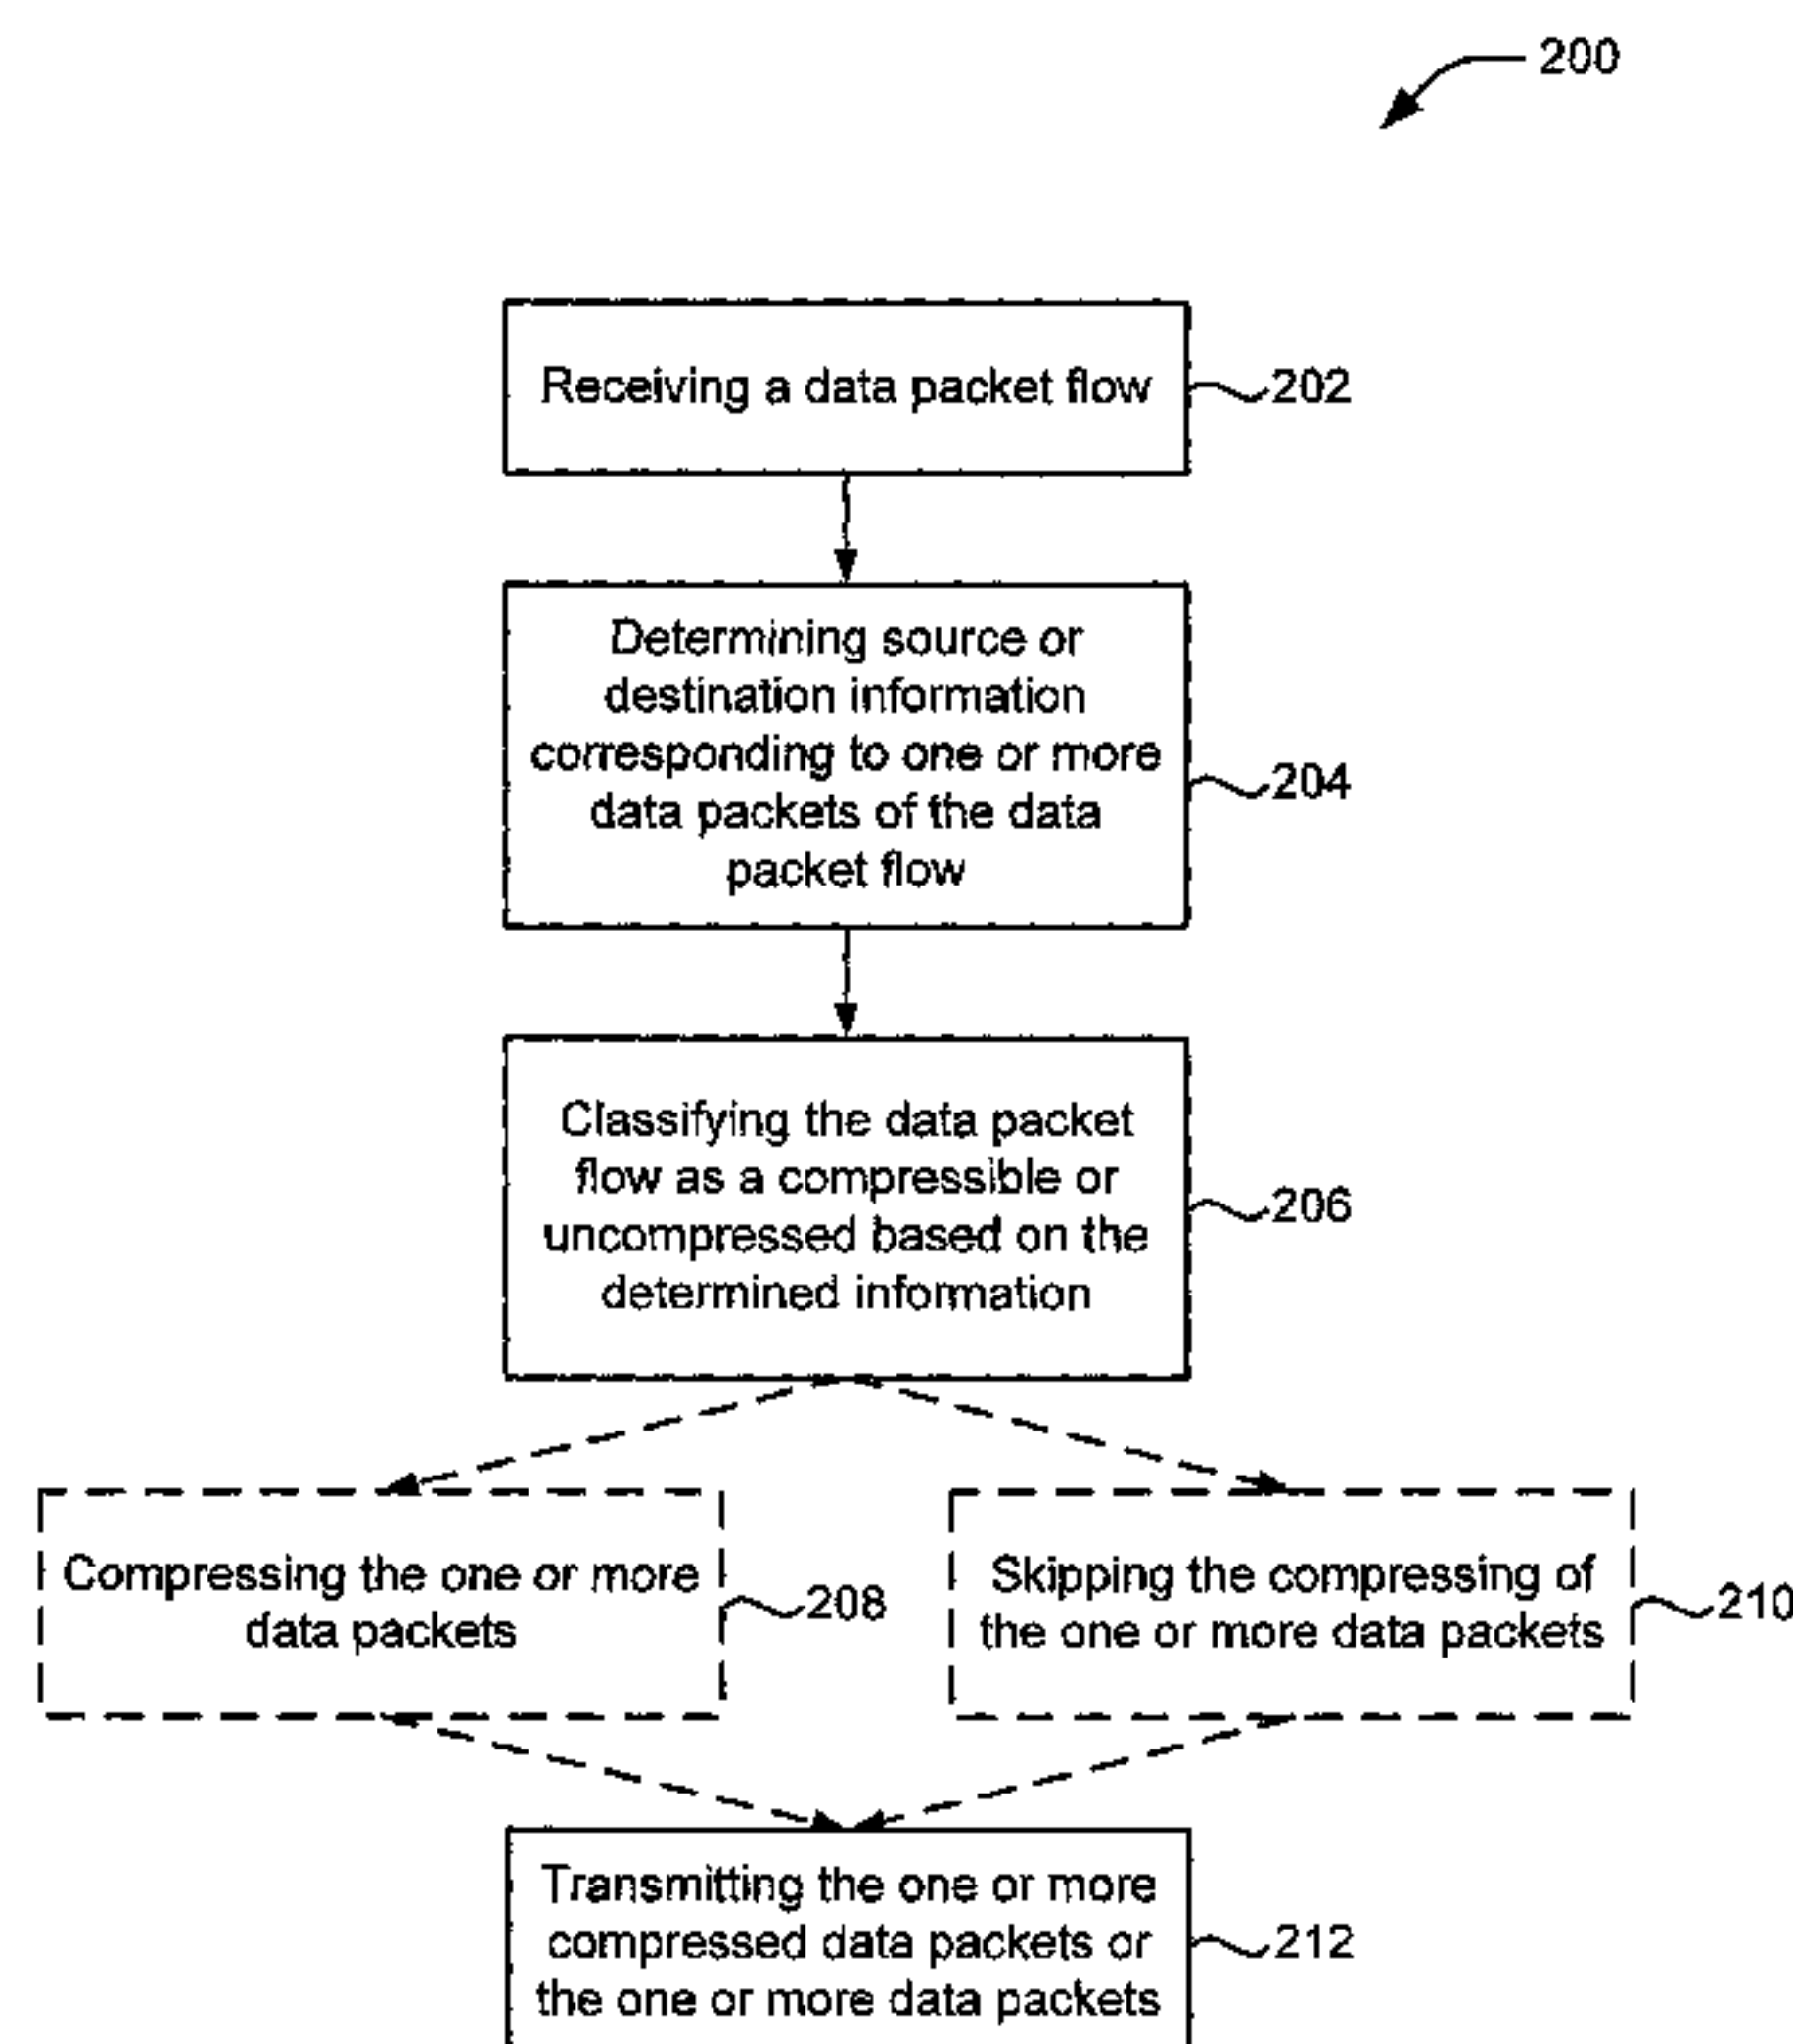 200
Receiving a data packet flow
202
Determining source or
destination information
corresponding to one or more
data packets of the data
packet flow
204
Classifying the data packet
flow as a compressible or
uncompressed based on the
determined information
206
Compressing the one or more
data packets
208
Skipping the compressing of
the one or more data packets
210
Transmitting the one or more
compressed data packets or
the one or more data packets
212